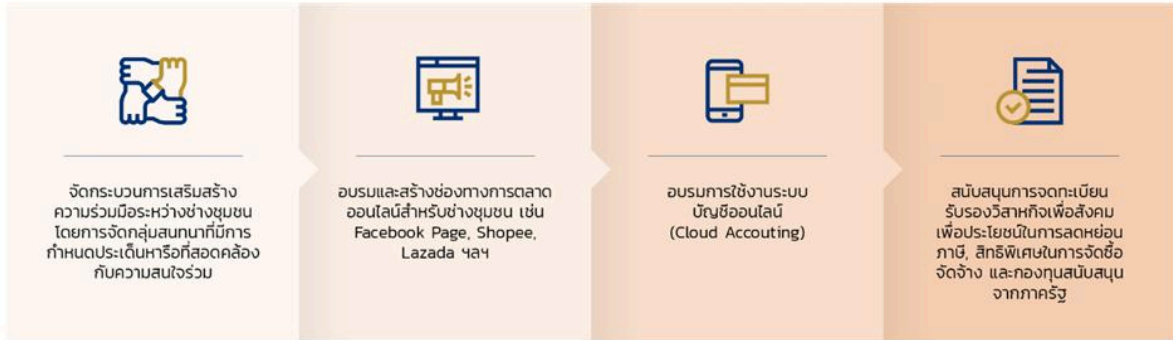 จัดกระบวนการเสริมสร้าง
ความร่วมมือระหว่างช่างชุมชน
โดยการจัดกลุ่มสนทนาที่มีการ
กำหนดประเด็นหารือที่สอดคล้อง
กับความสนใจร่วม
อบรมและสร้างช่องทางการตลาด
ออนไลน์สำหรับช่างชุมชน เช่น
Facebook Page, Shopee,
Lazada ฯลฯ
อบรมการใช้งานระบบ
บัญชีออนไลน์
(Cloud Accouting)
สนับสนุนการจดทะเบียน
รับรองวิสาหกิจเพื่อสังคม
เพื่อประโยชน์ในการลดหย่อน
ภาษี, สิทธิพิเศษในการจัดซื้อ
จัดจ้าง และกองทุนสนับสนุน
จากภาครัฐ